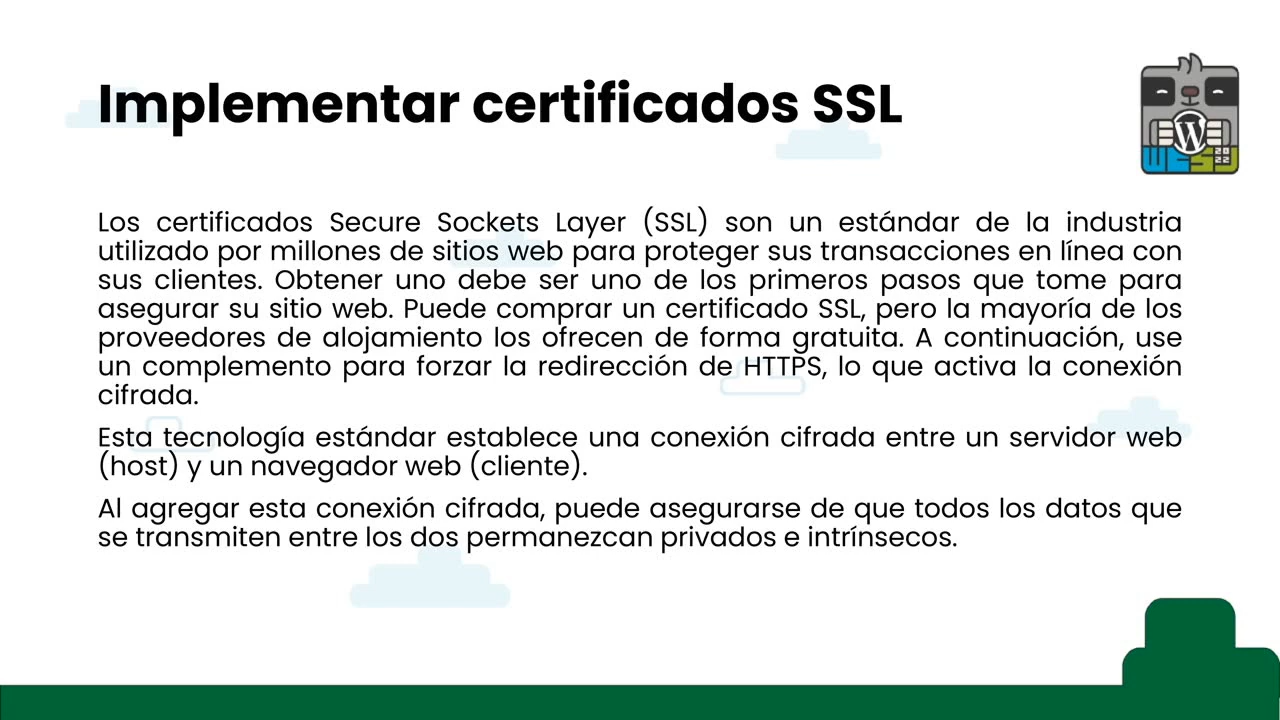 Implementar certificados SSL
Los certificados Secure Sockets Layer (SSL) son un estándar de la industria
utilizado por millones de sitios web para proteger sus transacciones en línea con
sus clientes. Obtener uno debe ser uno de los primeros pasos que tome para
asegurar su sitio web. Puede comprar un certificado SSL, pero la mayoría de los
proveedores de alojamiento los ofrecen de forma gratuita. A continuación, use
un complemento para forzar la redirección de HTTPS, lo que activa la conexión
cifrada.
Esta tecnología estándar establece una conexión cifrada entre un servidor web
(host) y un navegador web (cliente).
Al agregar esta conexión cifrada, puede asegurarse de que todos los datos que
se transmiten entre los dos permanezcan privados e intrínsecos.